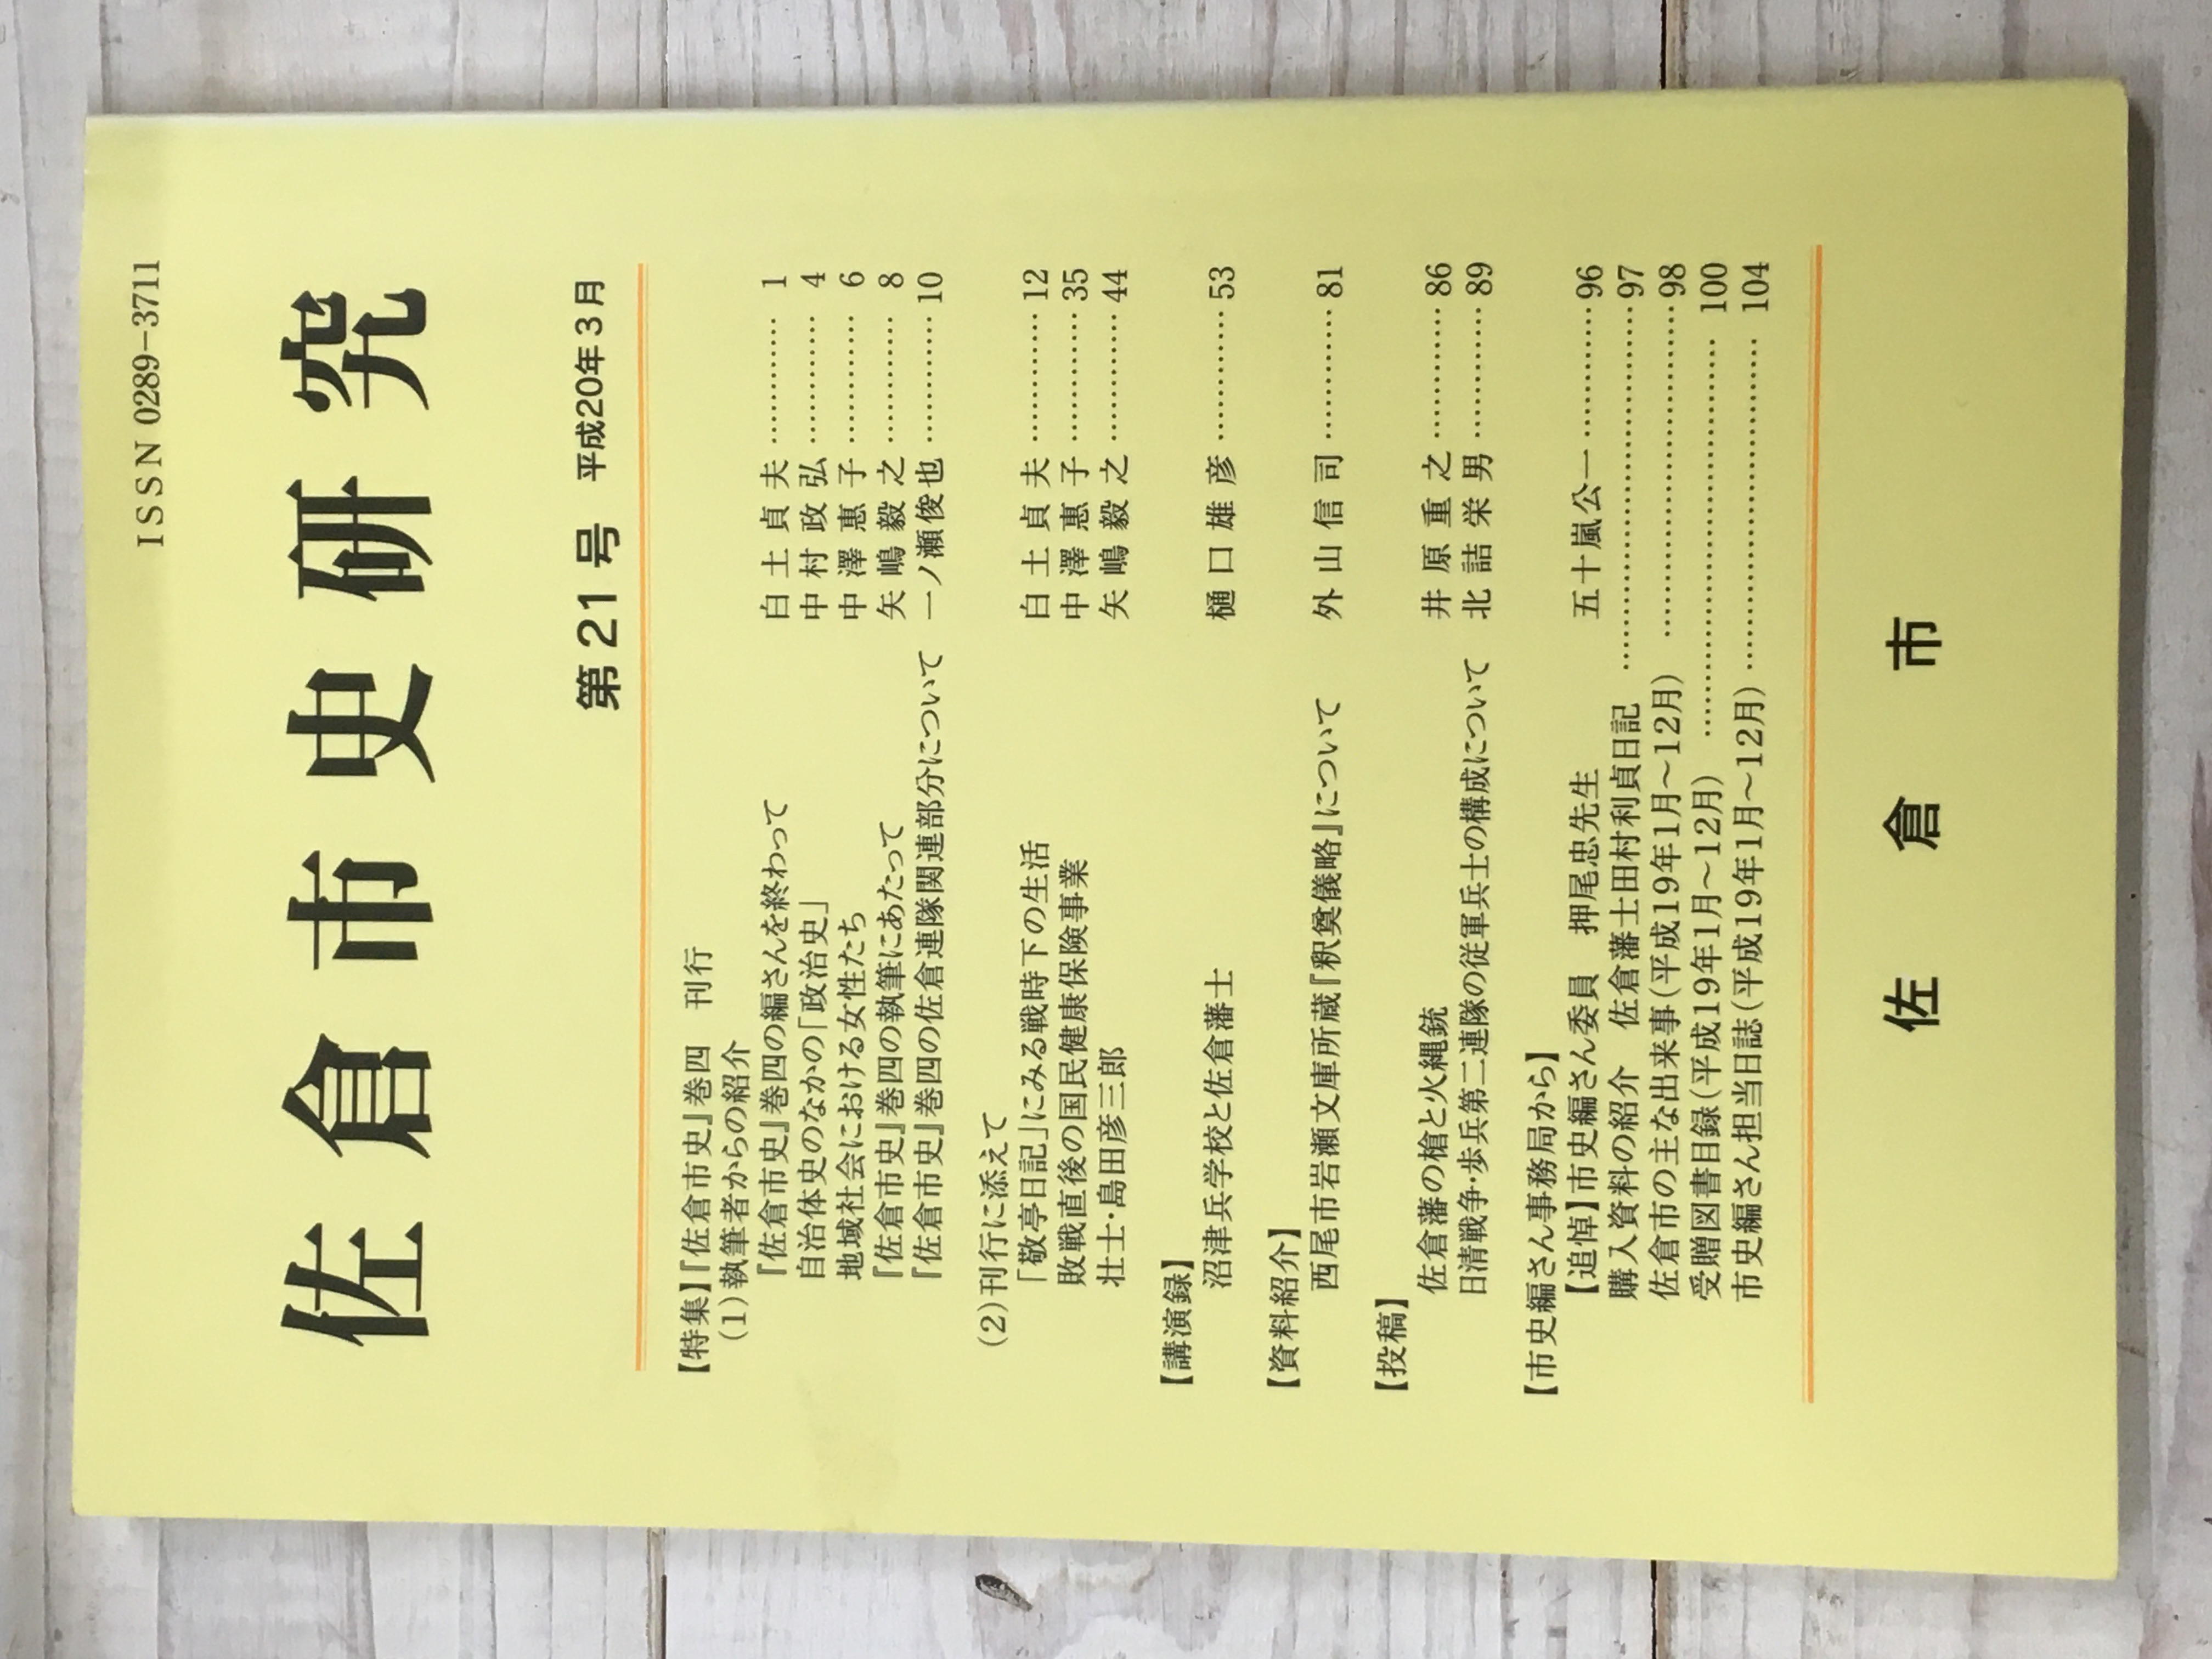 ISSN 0289-3711
佐倉市史研究
第21号 平成20年3月
【特集】『佐倉市史』巻四 刊行
(1)執筆者からの紹介
『佐倉市史』巻四の編さんを終わって 白土貞夫 ………… 1
自治体史のなかの「政治史」 中村政弘 ………… 4
地域社会における女性たち 中澤惠子 ………… 6
『佐倉市史』巻四の執筆にあたって 矢嶋毅之 ………… 8
『佐倉市史』巻四の佐倉連隊関連部分について 一ノ瀬俊也 ………… 10
(2)刊行に添えて
「敬亭日記」にみる戦時下の生活 白土貞夫 ………… 12
敗戦直後の国民健康保険事業 中澤惠子 ………… 35
壮士・島田彦三郎 矢嶋毅之 ………… 44
【講演録】
沼津兵学校と佐倉藩士 樋口雄彦 ………… 53
【資料紹介】
西尾市岩瀬文庫所蔵『釈奠儀略』について 外山信司 ………… 81
【投稿】
佐倉藩の槍と火縄銃 井原重之 ………… 86
日清戦争・歩兵第二連隊の従軍兵士の構成について 北詰栄男 ………… 89
【市史編さん事務局から】
【追悼】市史編さん委員 押尾忠先生 五十嵐公一 ………… 96
購入資料の紹介 佐倉藩士田村利貞日記 ………… 97
佐倉市の主な出来事(平成19年1月～12月) ………… 98
受贈図書目録(平成19年1月～12月) ………… 100
市史編さん担当日誌(平成19年1月～12月) ………… 104
佐倉市